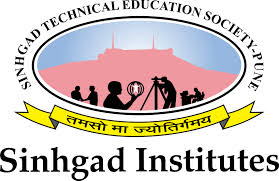 SINHGAD TECHNICAL EDUCATION SOCIETY-PUNE
तमसो मा ज्योतिर्गमय
Sinhgad Institutes